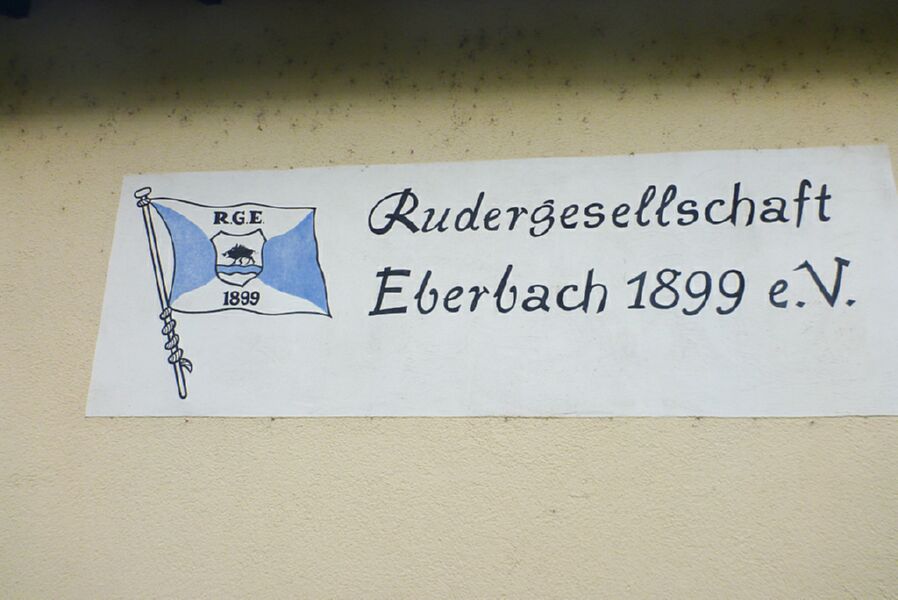 R.G.E.
1899
Rudergesellschaft
Eberbach 1899 e.V.